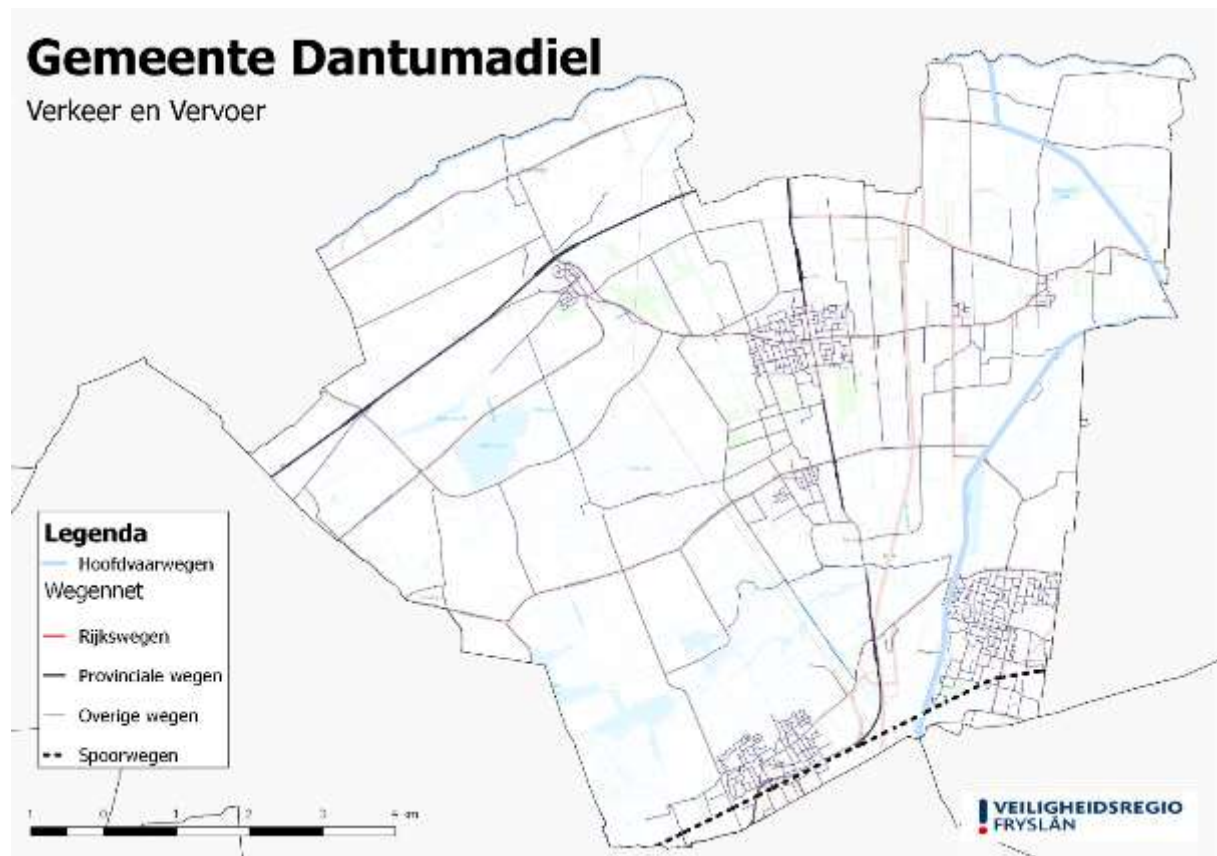 Gemeente Dantumadiel
Verkeer en Vervoer
Legenda
Hoofdvaarwegen
Wegennet
Rijkswegen
Provinciale wegen
Overige wegen
Spoorwegen
1 0 1 2 3 4 km
VEILIGHEIDSREGIO
FRYSLÂN